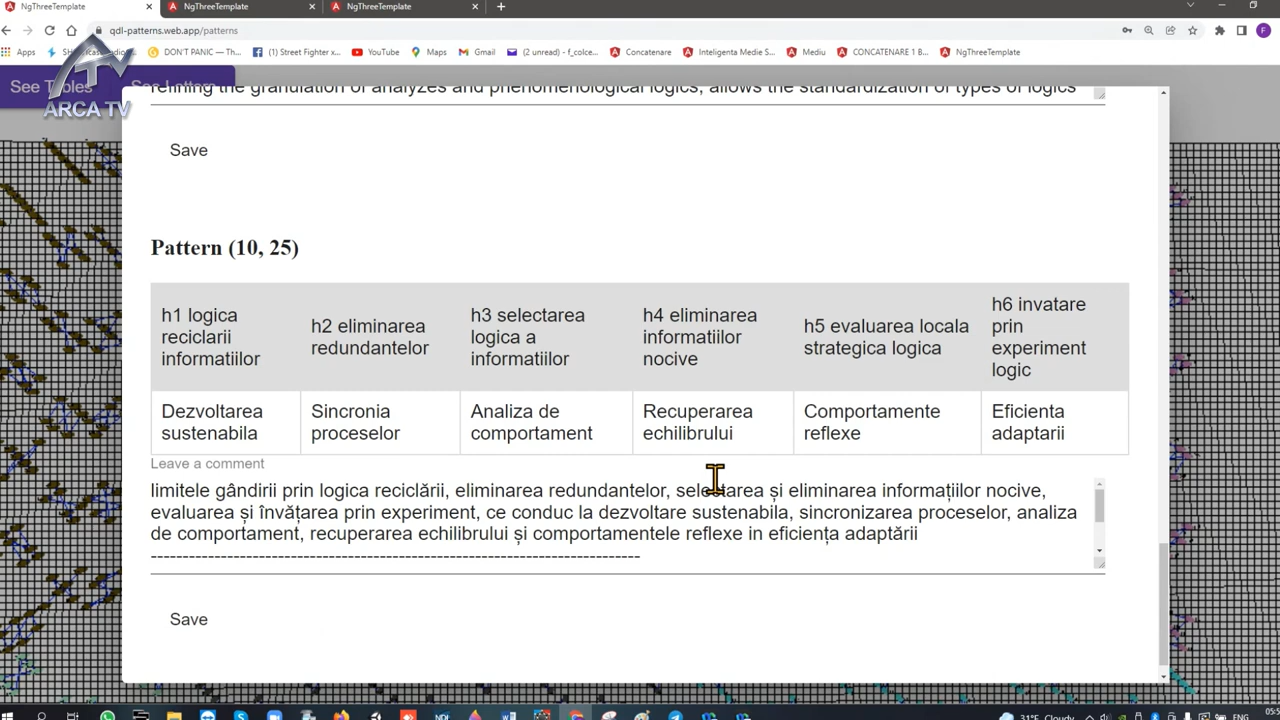 NgThreeTemplate
NgThreeTemplate
NgThreeTemplate
qdl-patterns.web.app/patterns
Apps
DON'T PANIC — Th...
(1) Street Fighter x...
YouTube
Maps
Gmail
(2 unread) - f_colce...
Concatenare
Inteligenta Medie S...
Mediu
CONCATENARE 1 B...
NgThreeTemplate
See Tables
ARCA TV
refining the granulation of analyzes and phenomenological logics, allows the standardization of types of logics
Save
Pattern (10, 25)
h1 logica reciclarii informatiilor
h2 eliminarea redundantelor
h3 selectarea logica a informatiilor
h4 eliminarea informatiilor nocive
h5 evaluarea locala strategica logica
h6 invatare prin experiment logic
Dezvoltarea sustenabila
Sincronia proceselor
Analiza de comportament
Recuperarea echilibrului
Comportamente reflexe
Eficienta adaptarii
Leave a comment
limitele gândirii prin logica reciclării, eliminarea redundantelor, selectarea și eliminarea informațiilor nocive,
evaluarea și învățarea prin experiment, ce conduc la dezvoltare sustenabila, sincronizarea proceselor, analiza
de comportament, recuperarea echilibrului și comportamentele reflexe in eficiența adaptării
----------------------------------------------------------------------------
Save
31°F Cloudy
ENG